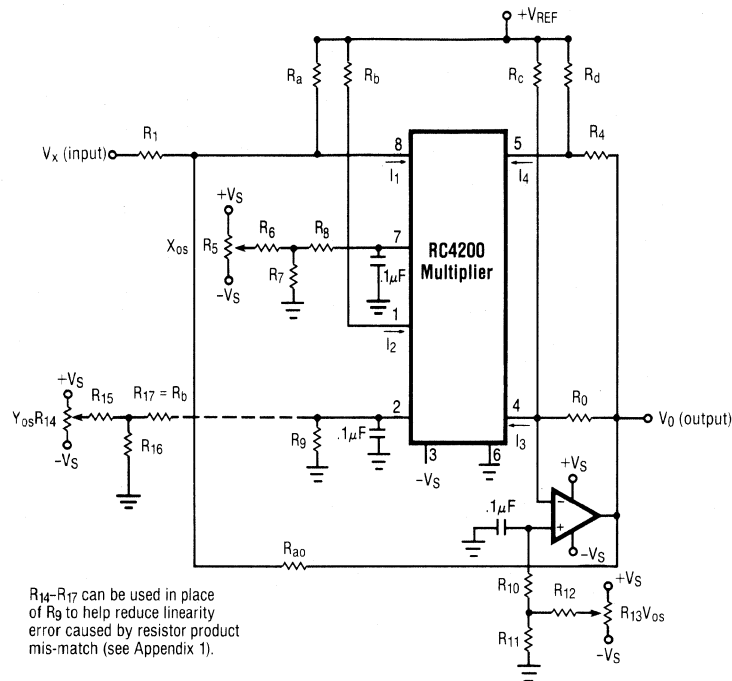 +VREF
Ra Rb Rc Rd
R1 R4
Vx (input) 8 5
I1 I4
+VS
Xos R5 R6 R8 7
RC4200
Multiplier
R7 .1µF
-VS
1
I2
+VS
R15 R17 = Rb
YosR14 2 4 R0 V0 (output)
R16 R9 .1µF I3
-VS 3 6
-VS
+VS
.1µF
-
+
-VS
Rao
R10 +VS
R12
R13Vos
R11
-VS
R14–R17 can be used in place
of R9 to help reduce linearity
error caused by resistor product
mis-match (see Appendix 1).